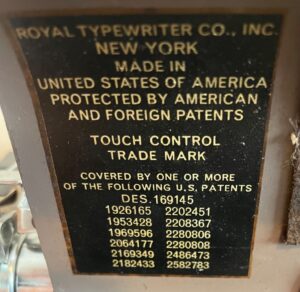 ROYAL TYPEWRITER CO., INC.
NEW YORK
MADE IN
UNITED STATES OF AMERICA
PROTECTED BY AMERICAN
AND FOREIGN PATENTS
TOUCH CONTROL
TRADE MARK
COVERED BY ONE OR MORE
OF THE FOLLOWING U.S. PATENTS
DES. 169145
1926165 2202451
1953428 2208367
1969596 2280806
2064177 2280808
2169349 2486473
2182433 2582783